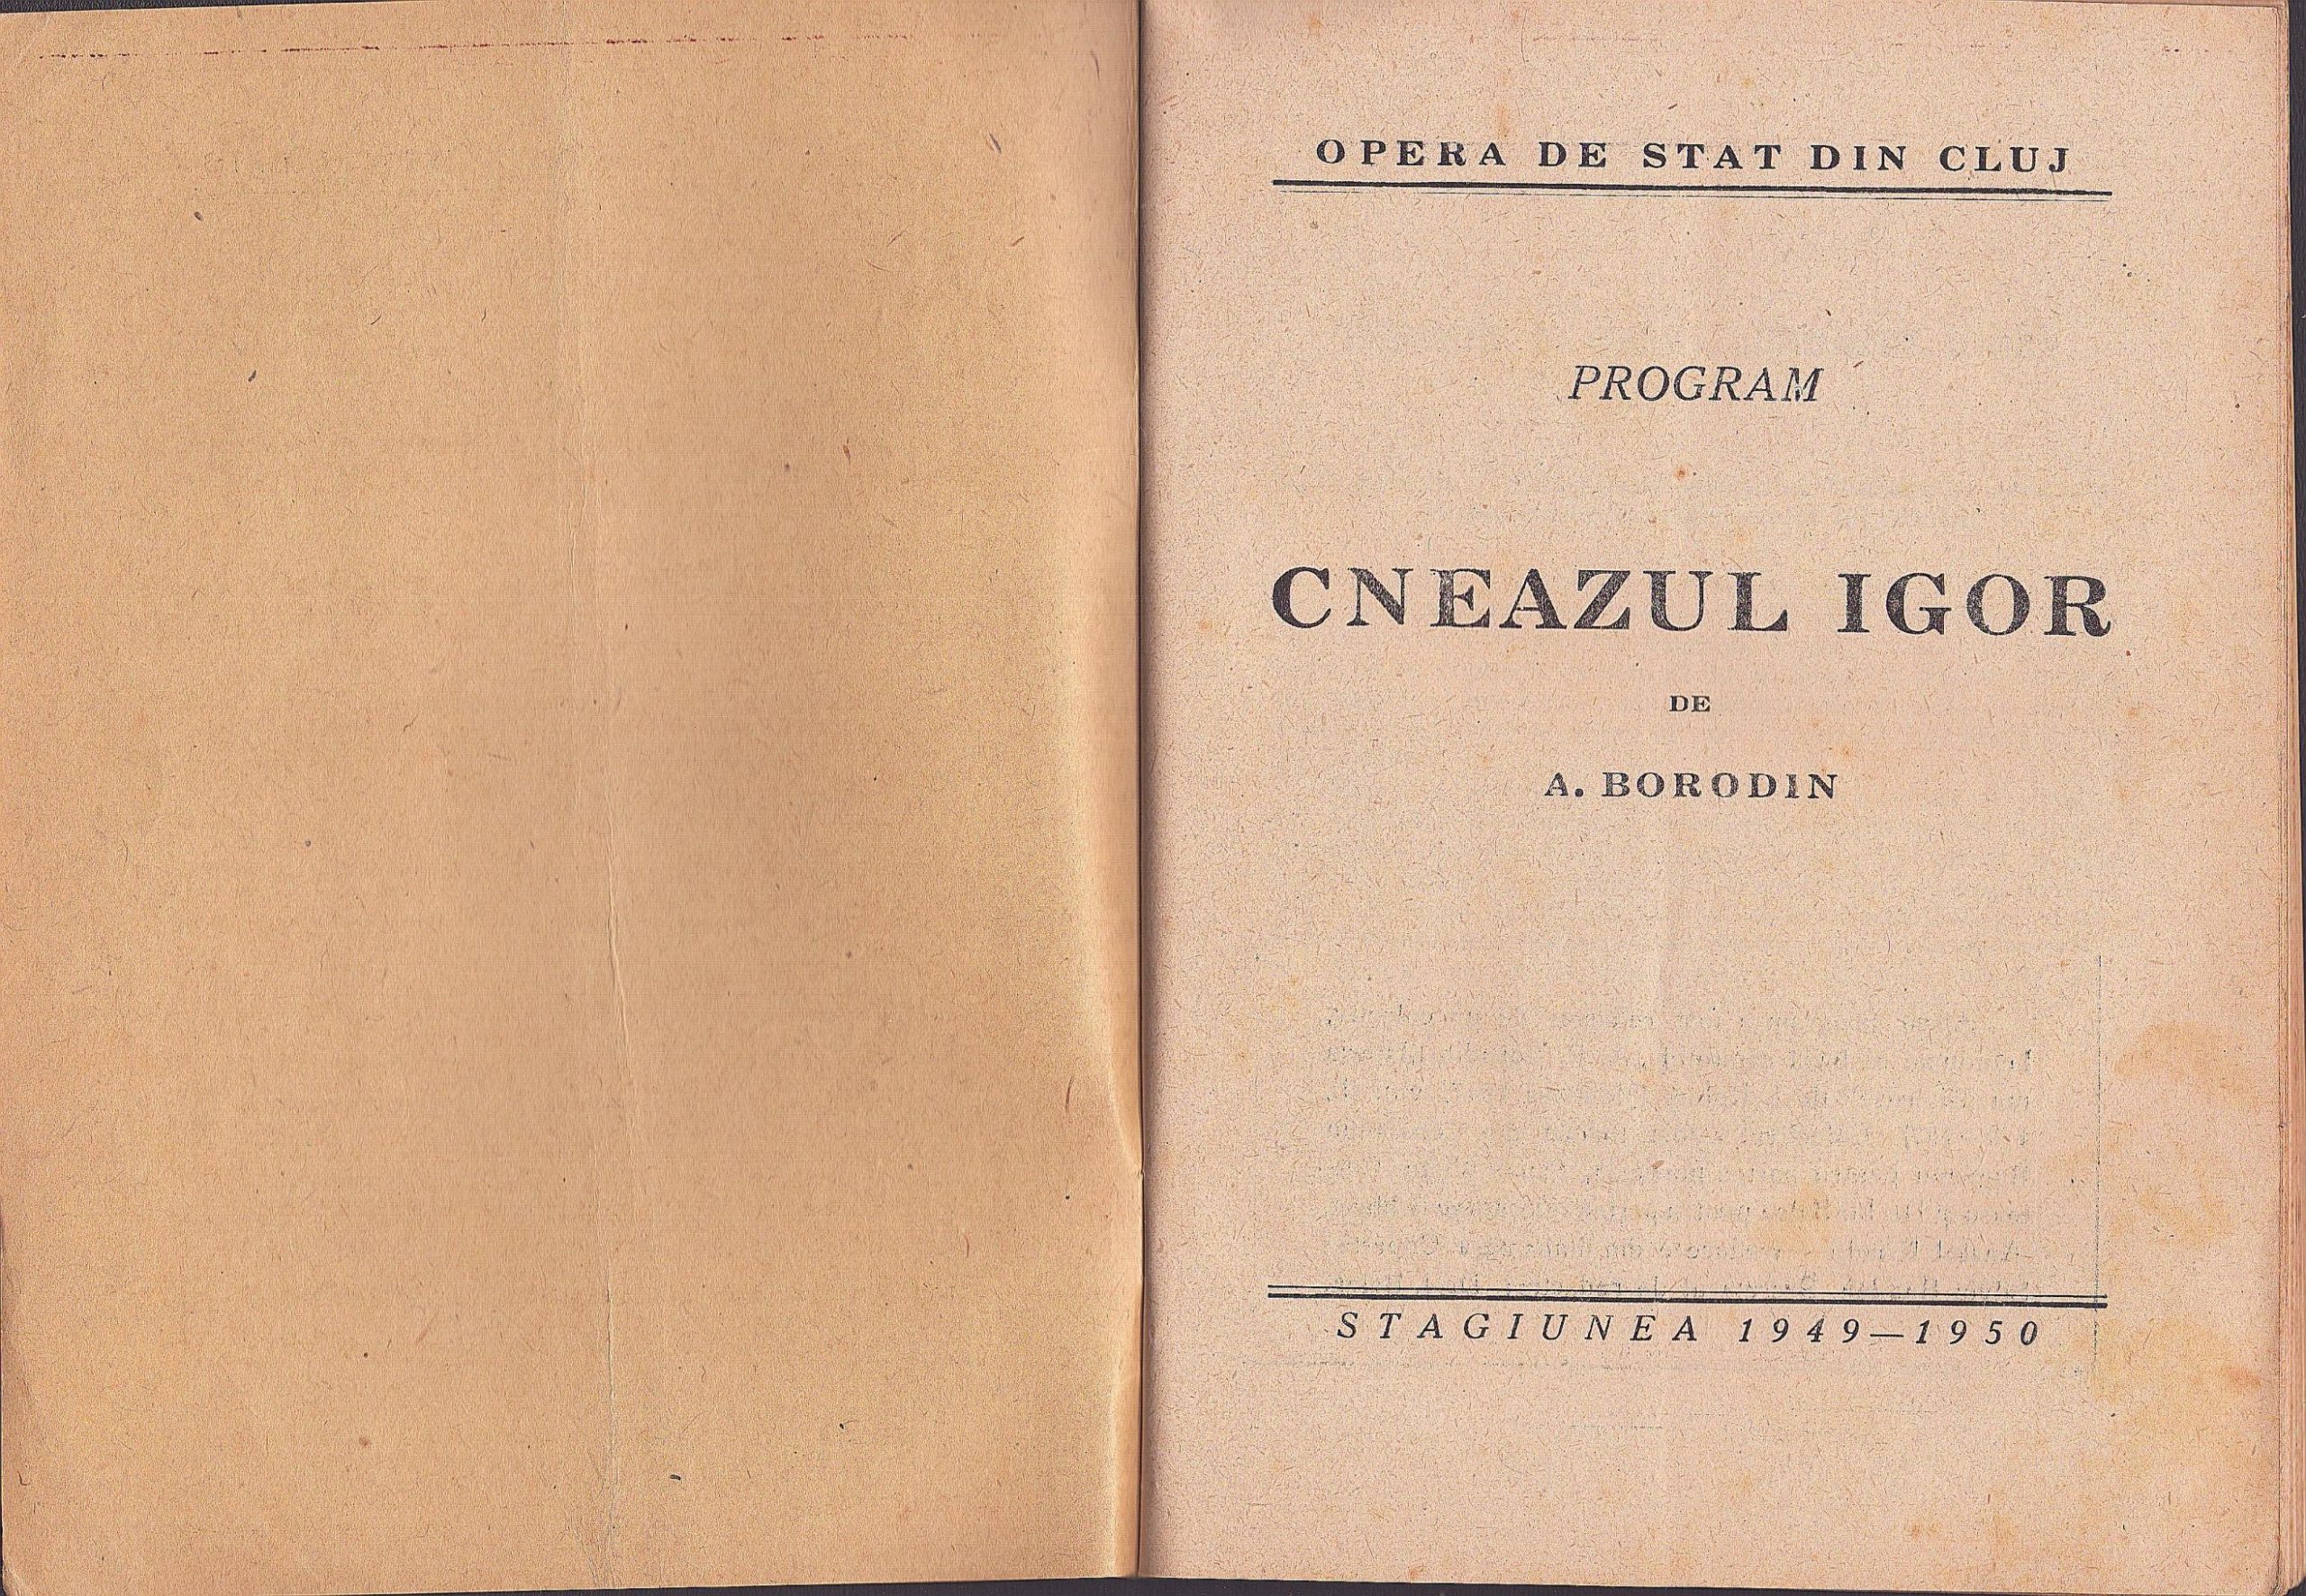 OPERA DE STAT DIN CLUJ
PROGRAM
CNEAZUL IGOR
DE
A. BORODIN
STAGIUNEA 1949—1950